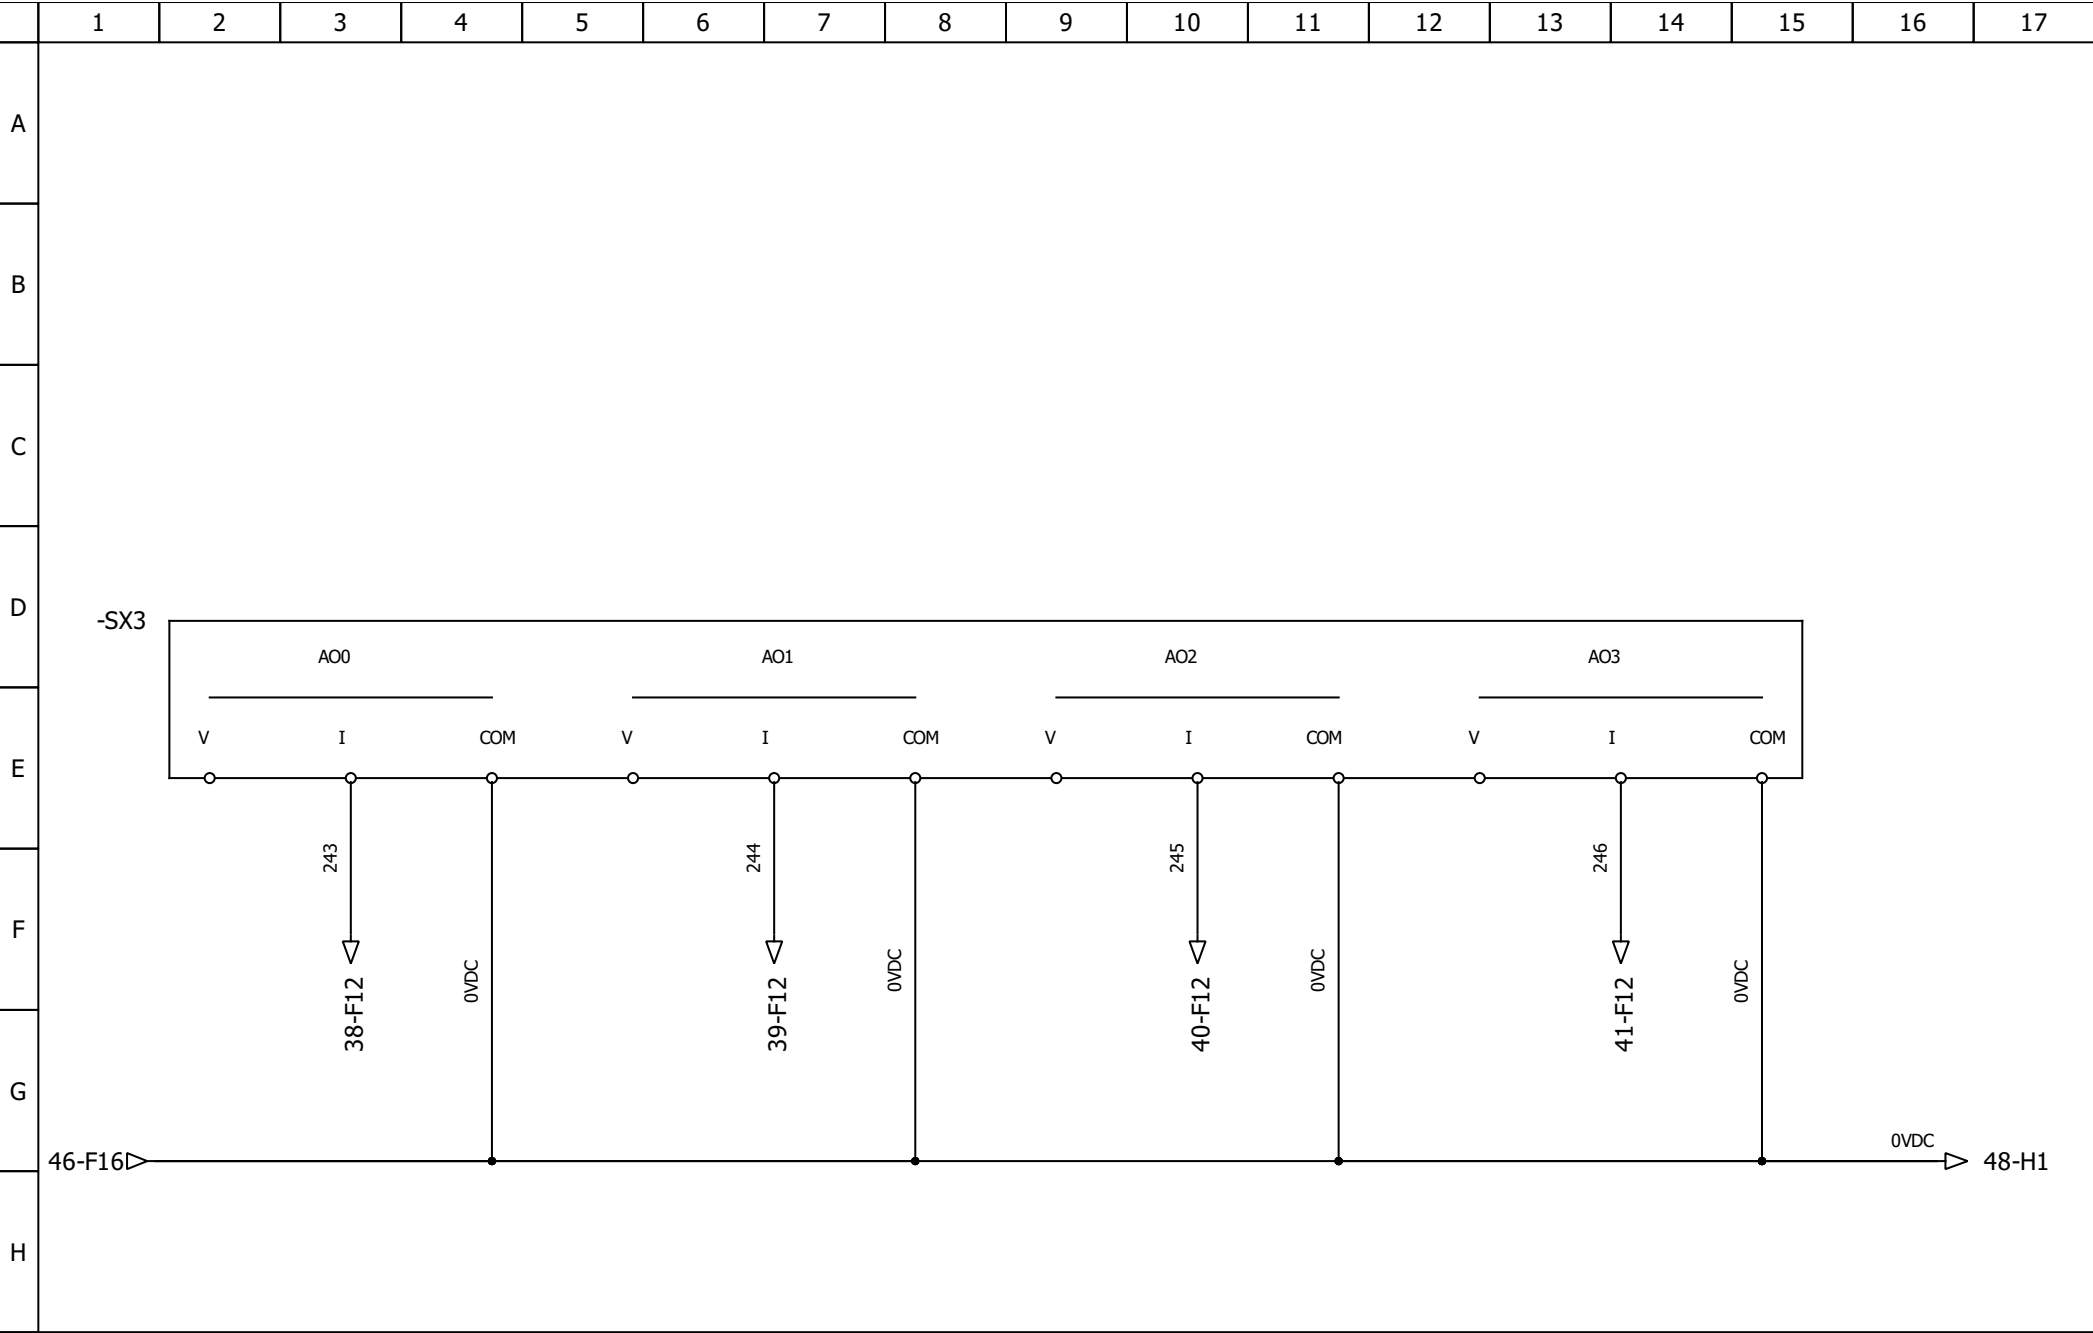 1 2 3 4 5 6 7 8 9 10 11 12 13 14 15 16 17
A
B
C
D
-SX3
AO0 AO1 AO2 AO3
V I COM V I COM V I COM V I COM
E
243 244 245 246
F
0VDC 0VDC 0VDC 0VDC
38-F12 39-F12 40-F12 41-F12
G
0VDC
46-F16 48-H1
H